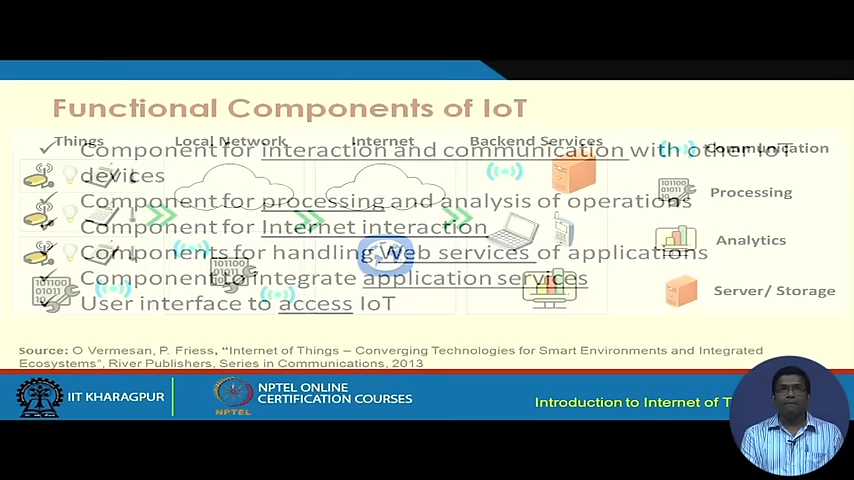 Functional Components of IoT
Things
Local Network
Internet
Backend Services
Communication
Processing
Analytics
Server/ Storage
✓ Component for interaction and communication with other IoT
devices
✓ Component for processing and analysis of operations
✓ Component for Internet interaction
✓ Components for handling Web services of applications
✓ Component to integrate application services
✓ User interface to access IoT
Source: O Vermesan, P. Friess, “Internet of Things – Converging Technologies for Smart Environments and Integrated
Ecosystems”, River Publishers, Series in Communications, 2013
IIT KHARAGPUR
NPTEL
NPTEL ONLINE
CERTIFICATION COURSES
Introduction to Internet of T